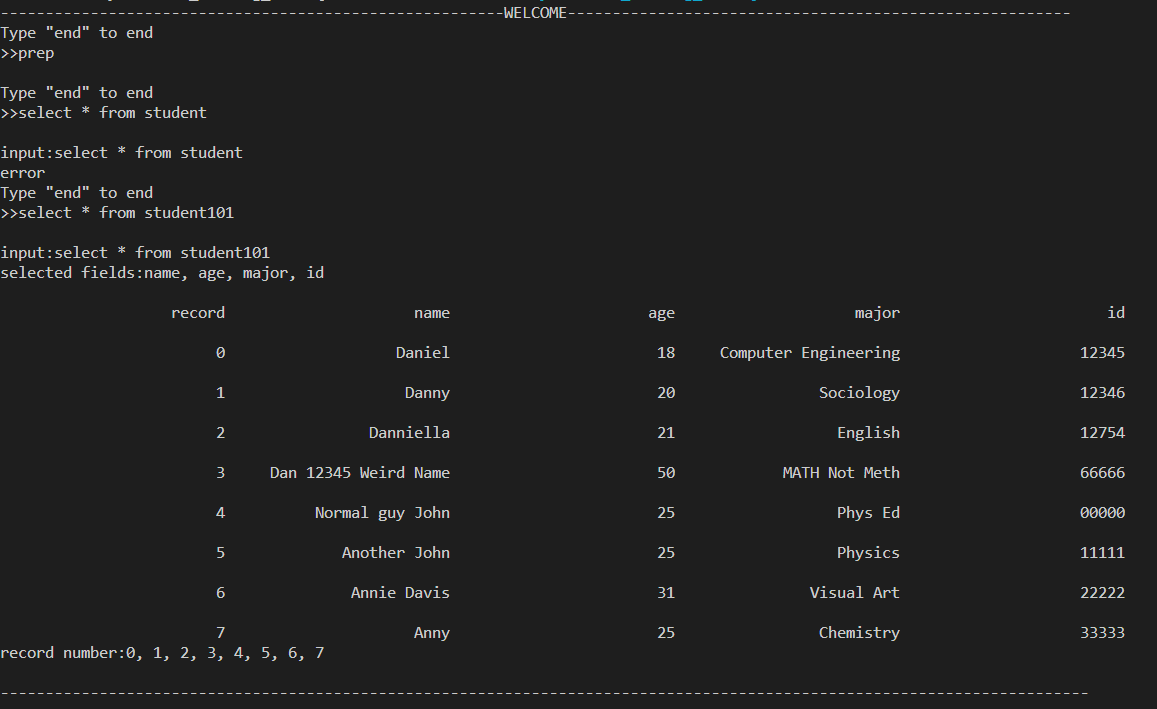 --------------------------------------------------------WELCOME--------------------------------------------------------
Type "end" to end
>>prep
Type "end" to end
>>select * from student
input:select * from student
error
Type "end" to end
>>select * from student101
input:select * from student101
selected fields:name, age, major, id
record name age major id
0 Daniel 18 Computer Engineering 12345
1 Danny 20 Sociology 12346
2 Danniella 21 English 12754
3 Dan 12345 Weird Name 50 MATH Not Meth 66666
4 Normal guy John 25 Phys Ed 00000
5 Another John 25 Physics 11111
6 Annie Davis 31 Visual Art 22222
7 Anny 25 Chemistry 33333
record number:0, 1, 2, 3, 4, 5, 6, 7
-------------------------------------------------------------------------------------------------------------------------